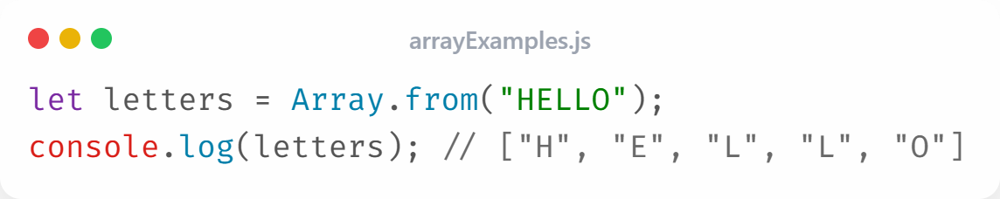 arrayExamples.js
let letters = Array.from("HELLO");
console.log(letters); // ["H", "E", "L", "L", "O"]